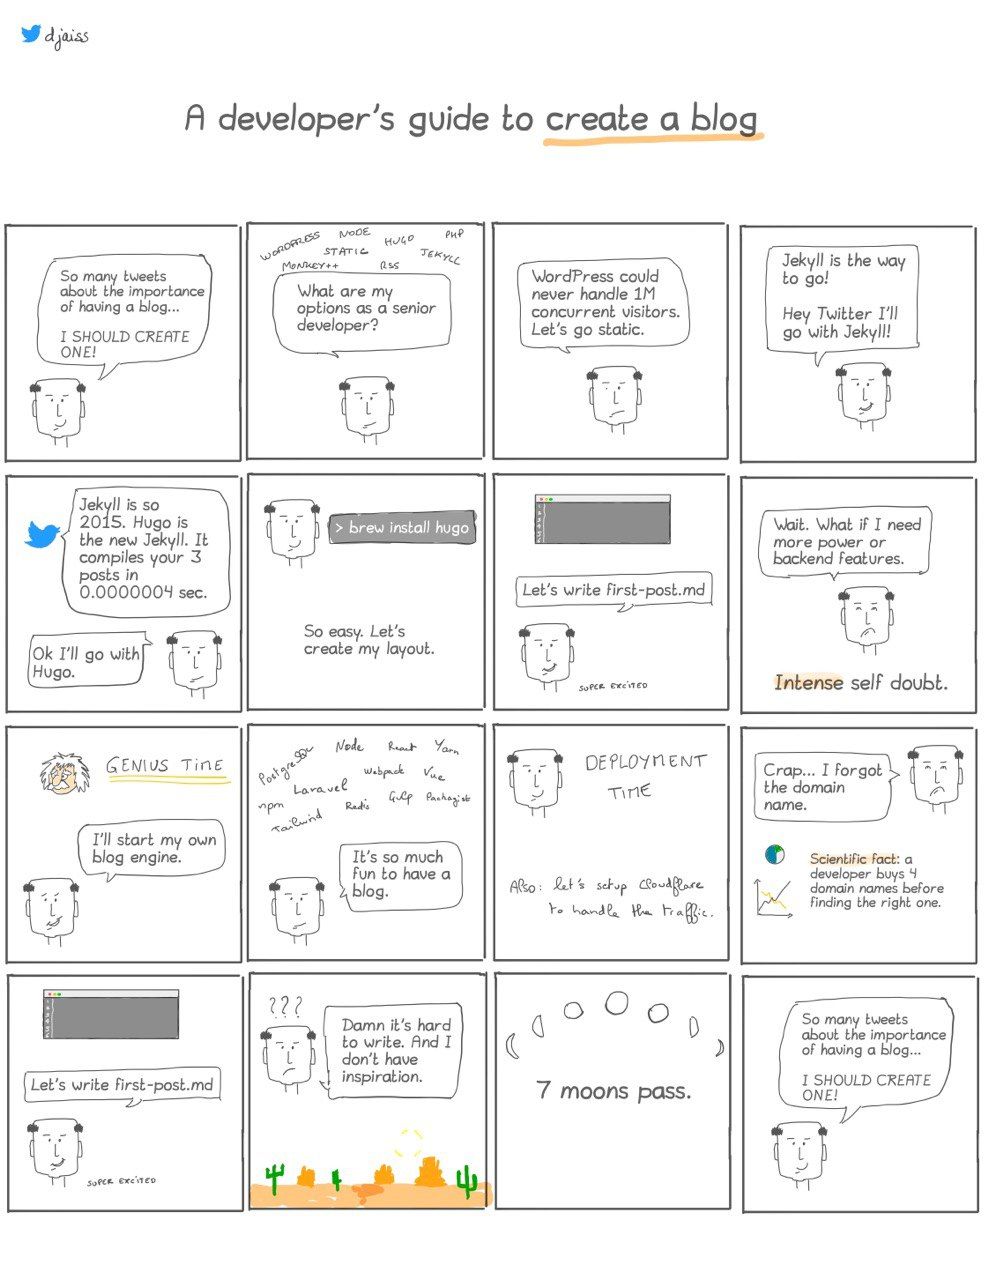 djaiss
A developer's guide to create a blog
So many tweets
about the importance
of having a blog...
I SHOULD CREATE
ONE!
WORDPRESS NODE HUGO PHP
STATIC JEKYLL
MONKEY++ RSS
What are my
options as a senior
developer?
WordPress could
never handle 1M
concurrent visitors.
Let's go static.
Jekyll is the way
to go!
Hey Twitter I'll
go with Jekyll!
Jekyll is so
2015. Hugo is
the new Jekyll. It
compiles your 3
posts in
0.0000004 sec.
Ok I'll go with
Hugo.
> brew install hugo
So easy. Let's
create my layout.
Let's write first-post.md
SUPER EXCITED
Wait. What if I need
more power or
backend features.
Intense self doubt.
GENIUS TIME
I'll start my own
blog engine.
PostgreSQL Node React Yarn
Webpack Vue
Laravel
npm Redis Gulp Packagist
Tailwind
It's so much
fun to have a
blog.
DEPLOYMENT
TIME
Also: let's setup Cloudflare
to handle the traffic.
Crap... I forgot
the domain
name.
Scientific fact: a
developer buys 4
domain names before
finding the right one.
Let's write first-post.md
SUPER EXCITED
???
Damn it's hard
to write. And I
don't have
inspiration.
7 moons pass.
So many tweets
about the importance
of having a blog...
I SHOULD CREATE
ONE!